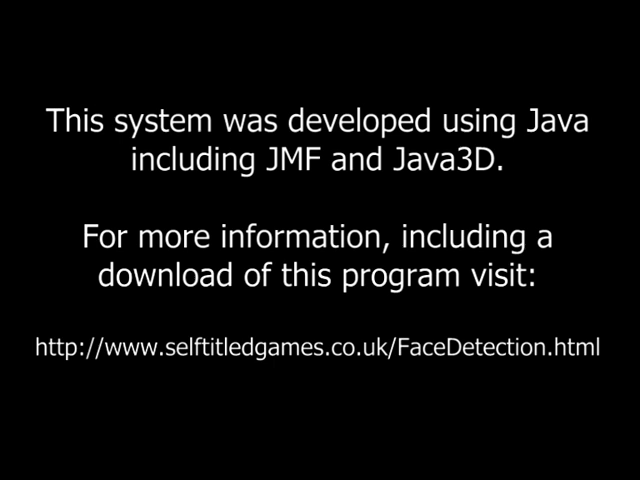 This system was developed using Java
including JMF and Java3D.
For more information, including a
download of this program visit:
http://www.selftitledgames.co.uk/FaceDetection.html